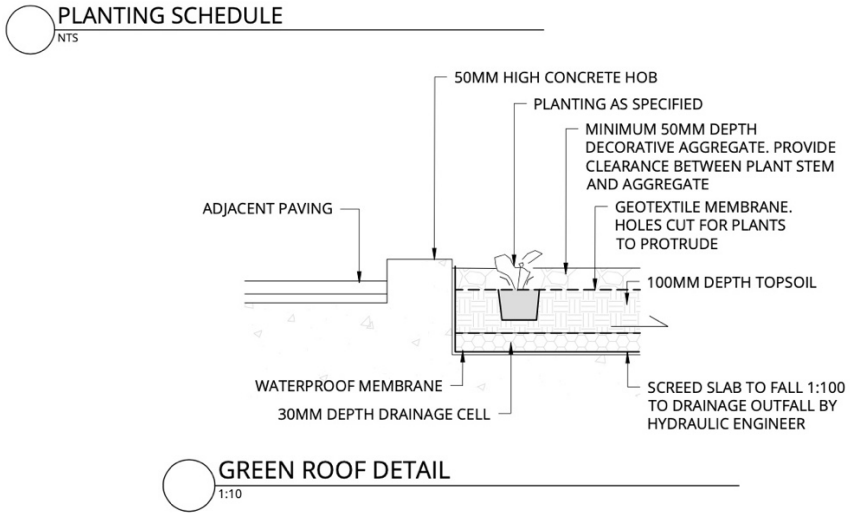 PLANTING SCHEDULE
NTS
50MM HIGH CONCRETE HOB
PLANTING AS SPECIFIED
MINIMUM 50MM DEPTH
DECORATIVE AGGREGATE. PROVIDE
CLEARANCE BETWEEN PLANT STEM
AND AGGREGATE
ADJACENT PAVING
GEOTEXTILE MEMBRANE.
HOLES CUT FOR PLANTS
TO PROTRUDE
100MM DEPTH TOPSOIL
WATERPROOF MEMBRANE
30MM DEPTH DRAINAGE CELL
SCREED SLAB TO FALL 1:100
TO DRAINAGE OUTFALL BY
HYDRAULIC ENGINEER
GREEN ROOF DETAIL
1:10